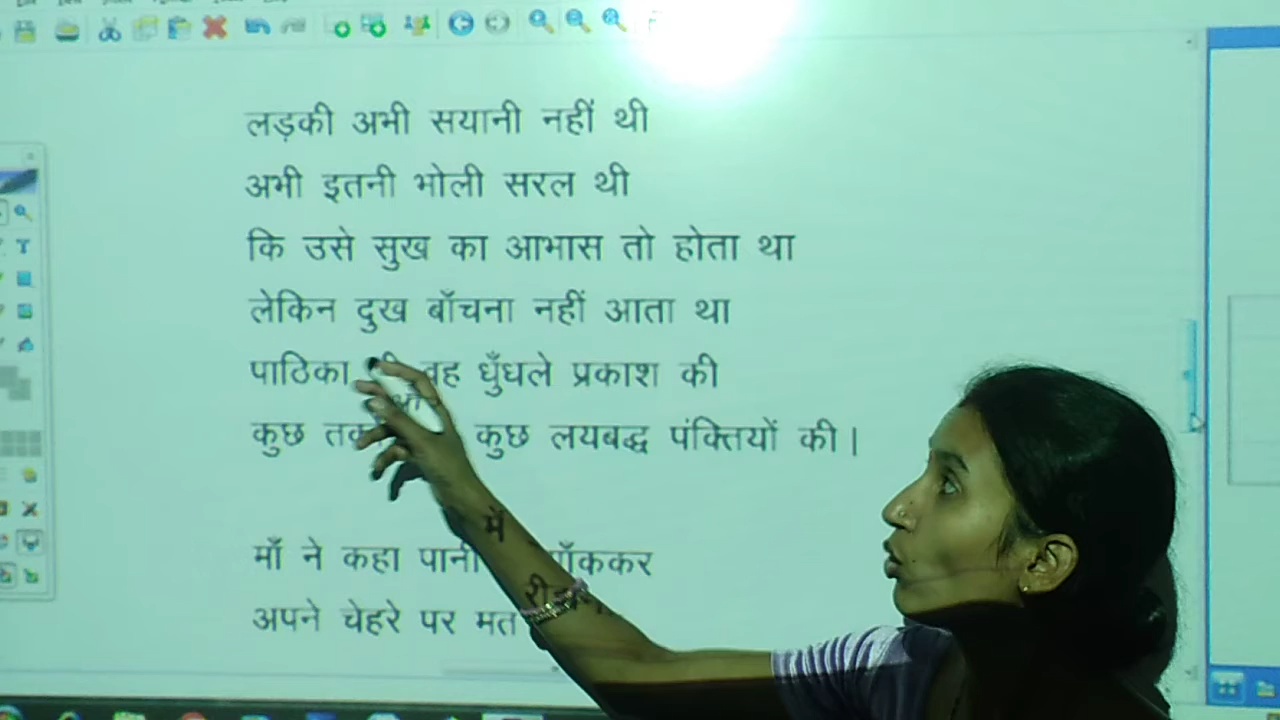 लड़की अभी सयानी नहीं थी
अभी इतनी भोली सरल थी
कि उसे सुख का आभास तो होता था
लेकिन दुख बाँचना नहीं आता था
पाठिका थी वह धुँधले प्रकाश की
कुछ कुछ लयबद्ध पंक्तियों की।
माँ ने कहा पानी में झाँककर
अपने चेहरे पर मत